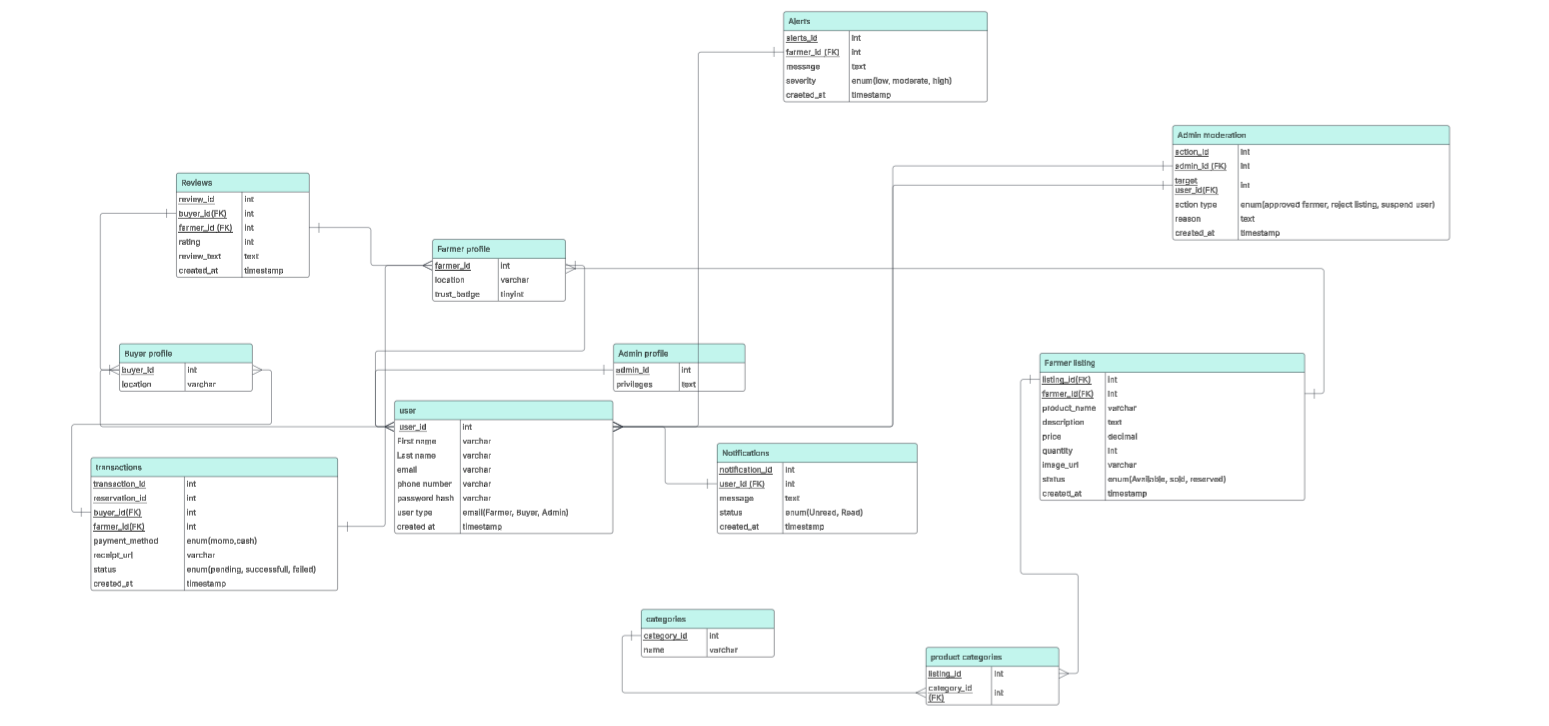 Alerts
alerts_id int
farmer_id (FK) int
message text
severity enum(low, moderate, high)
created_at timestamp
Admin moderation
action_id int
admin_id (FK) int
target
user_id(FK) int
action type enum(approved farmer, reject listing, suspend user)
reason text
created_at timestamp
Reviews
review_id int
buyer_id(FK) int
farmer_id (FK) int
rating int
review_text text
created_at timestamp
Farmer profile
farmer_id int
location varchar
trust_badge tinyint
Buyer profile
buyer_id int
location varchar
Admin profile
admin_id int
privileges text
Farmer listing
listing_id(FK) int
farmer_id(FK) int
product_name varchar
description text
price decimal
quantity int
image_url varchar
status enum(Available, sold, reserved)
created_at timestamp
user
user_id int
First name varchar
Last name varchar
email varchar
phone number varchar
password hash varchar
user type email(Farmer, Buyer, Admin)
created at timestamp
Notifications
notification_id int
user_id (FK) int
message text
status enum(Unread, Read)
created_at timestamp
transactions
transaction_id int
reservation_id int
buyer_id(FK) int
farmer_id(FK) int
payment_method enum(momo,cash)
receipt_url varchar
status enum(pending, successfull, failed)
created_at timestamp
categories
category_id int
name varchar
product categories
listing_id int
category_id
(FK) int